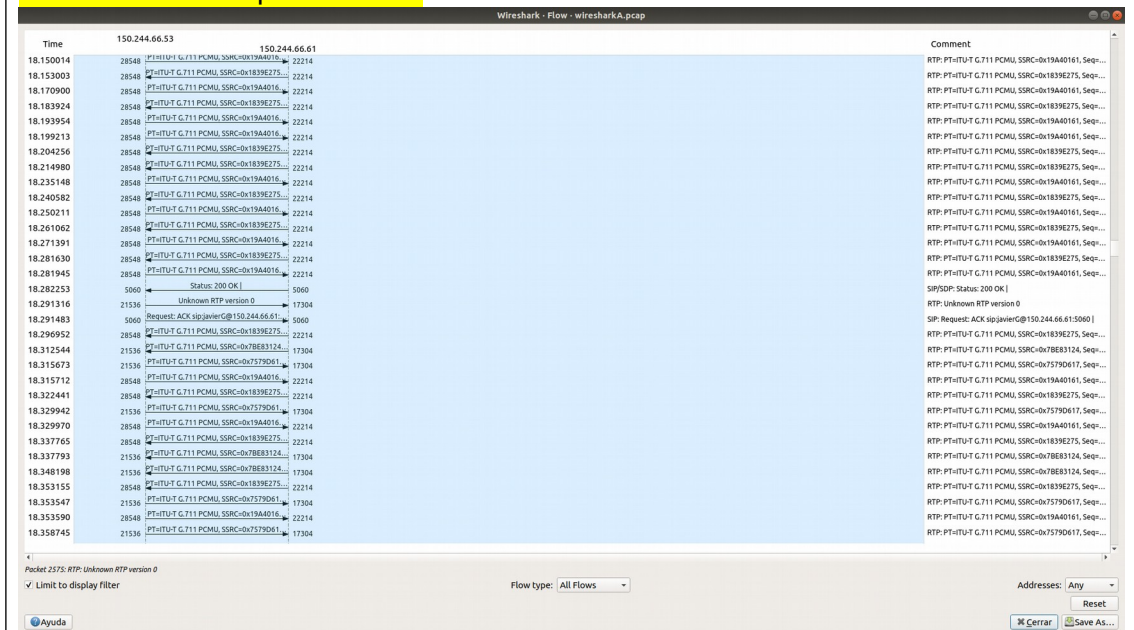 Wireshark · Flow · wiresharkA.pcap
Time 150.244.66.53 150.244.66.61 Comment
18.150014 28548 PT=ITU-T G.711 PCMU, SSRC=0x19A4016... 22214 RTP: PT=ITU-T G.711 PCMU, SSRC=0x19A40161, Seq=...
18.153003 28548 PT=ITU-T G.711 PCMU, SSRC=0x1839E275... 22214 RTP: PT=ITU-T G.711 PCMU, SSRC=0x1839E275, Seq=...
18.170900 28548 PT=ITU-T G.711 PCMU, SSRC=0x19A4016... 22214 RTP: PT=ITU-T G.711 PCMU, SSRC=0x19A40161, Seq=...
18.183924 28548 PT=ITU-T G.711 PCMU, SSRC=0x1839E275... 22214 RTP: PT=ITU-T G.711 PCMU, SSRC=0x1839E275, Seq=...
18.193954 28548 PT=ITU-T G.711 PCMU, SSRC=0x19A4016... 22214 RTP: PT=ITU-T G.711 PCMU, SSRC=0x19A40161, Seq=...
18.199213 28548 PT=ITU-T G.711 PCMU, SSRC=0x19A4016... 22214 RTP: PT=ITU-T G.711 PCMU, SSRC=0x19A40161, Seq=...
18.204256 28548 PT=ITU-T G.711 PCMU, SSRC=0x1839E275... 22214 RTP: PT=ITU-T G.711 PCMU, SSRC=0x1839E275, Seq=...
18.214980 28548 PT=ITU-T G.711 PCMU, SSRC=0x1839E275... 22214 RTP: PT=ITU-T G.711 PCMU, SSRC=0x1839E275, Seq=...
18.235148 28548 PT=ITU-T G.711 PCMU, SSRC=0x19A4016... 22214 RTP: PT=ITU-T G.711 PCMU, SSRC=0x19A40161, Seq=...
18.240582 28548 PT=ITU-T G.711 PCMU, SSRC=0x1839E275... 22214 RTP: PT=ITU-T G.711 PCMU, SSRC=0x1839E275, Seq=...
18.250211 28548 PT=ITU-T G.711 PCMU, SSRC=0x19A4016... 22214 RTP: PT=ITU-T G.711 PCMU, SSRC=0x19A40161, Seq=...
18.261062 28548 PT=ITU-T G.711 PCMU, SSRC=0x1839E275... 22214 RTP: PT=ITU-T G.711 PCMU, SSRC=0x1839E275, Seq=...
18.271391 28548 PT=ITU-T G.711 PCMU, SSRC=0x19A4016... 22214 RTP: PT=ITU-T G.711 PCMU, SSRC=0x19A40161, Seq=...
18.281630 28548 PT=ITU-T G.711 PCMU, SSRC=0x1839E275... 22214 RTP: PT=ITU-T G.711 PCMU, SSRC=0x1839E275, Seq=...
18.281945 28548 PT=ITU-T G.711 PCMU, SSRC=0x19A4016... 22214 RTP: PT=ITU-T G.711 PCMU, SSRC=0x19A40161, Seq=...
18.282253 5060 Status: 200 OK | 5060 SIP/SDP: Status: 200 OK |
18.291316 21536 Unknown RTP version 0 17304 RTP: Unknown RTP version 0
18.291483 5060 Request: ACK sip:javierG@150.244.66.61:... 5060 SIP: Request: ACK sip:javierG@150.244.66.61:5060 |
18.296952 28548 PT=ITU-T G.711 PCMU, SSRC=0x1839E275... 22214 RTP: PT=ITU-T G.711 PCMU, SSRC=0x1839E275, Seq=...
18.312544 21536 PT=ITU-T G.711 PCMU, SSRC=0x7BE83124... 17304 RTP: PT=ITU-T G.711 PCMU, SSRC=0x7BE83124, Seq=...
18.315673 21536 PT=ITU-T G.711 PCMU, SSRC=0x7579D61... 17304 RTP: PT=ITU-T G.711 PCMU, SSRC=0x7579D617, Seq=...
18.315712 28548 PT=ITU-T G.711 PCMU, SSRC=0x19A4016... 22214 RTP: PT=ITU-T G.711 PCMU, SSRC=0x19A40161, Seq=...
18.322441 28548 PT=ITU-T G.711 PCMU, SSRC=0x1839E275... 22214 RTP: PT=ITU-T G.711 PCMU, SSRC=0x1839E275, Seq=...
18.329942 21536 PT=ITU-T G.711 PCMU, SSRC=0x7579D61... 17304 RTP: PT=ITU-T G.711 PCMU, SSRC=0x7579D617, Seq=...
18.329970 28548 PT=ITU-T G.711 PCMU, SSRC=0x19A4016... 22214 RTP: PT=ITU-T G.711 PCMU, SSRC=0x19A40161, Seq=...
18.337765 28548 PT=ITU-T G.711 PCMU, SSRC=0x1839E275... 22214 RTP: PT=ITU-T G.711 PCMU, SSRC=0x1839E275, Seq=...
18.337793 21536 PT=ITU-T G.711 PCMU, SSRC=0x7BE83124... 17304 RTP: PT=ITU-T G.711 PCMU, SSRC=0x7BE83124, Seq=...
18.348198 21536 PT=ITU-T G.711 PCMU, SSRC=0x7BE83124... 17304 RTP: PT=ITU-T G.711 PCMU, SSRC=0x7BE83124, Seq=...
18.353155 28548 PT=ITU-T G.711 PCMU, SSRC=0x1839E275... 22214 RTP: PT=ITU-T G.711 PCMU, SSRC=0x1839E275, Seq=...
18.353547 21536 PT=ITU-T G.711 PCMU, SSRC=0x7579D61... 17304 RTP: PT=ITU-T G.711 PCMU, SSRC=0x7579D617, Seq=...
18.353590 28548 PT=ITU-T G.711 PCMU, SSRC=0x19A4016... 22214 RTP: PT=ITU-T G.711 PCMU, SSRC=0x19A40161, Seq=...
18.358745 21536 PT=ITU-T G.711 PCMU, SSRC=0x7579D61... 17304 RTP: PT=ITU-T G.711 PCMU, SSRC=0x7579D617, Seq=...
Packet 2575: RTP: Unknown RTP version 0
Limit to display filter Flow type: All Flows Addresses: Any
Reset
Ayuda Cerrar Save As...